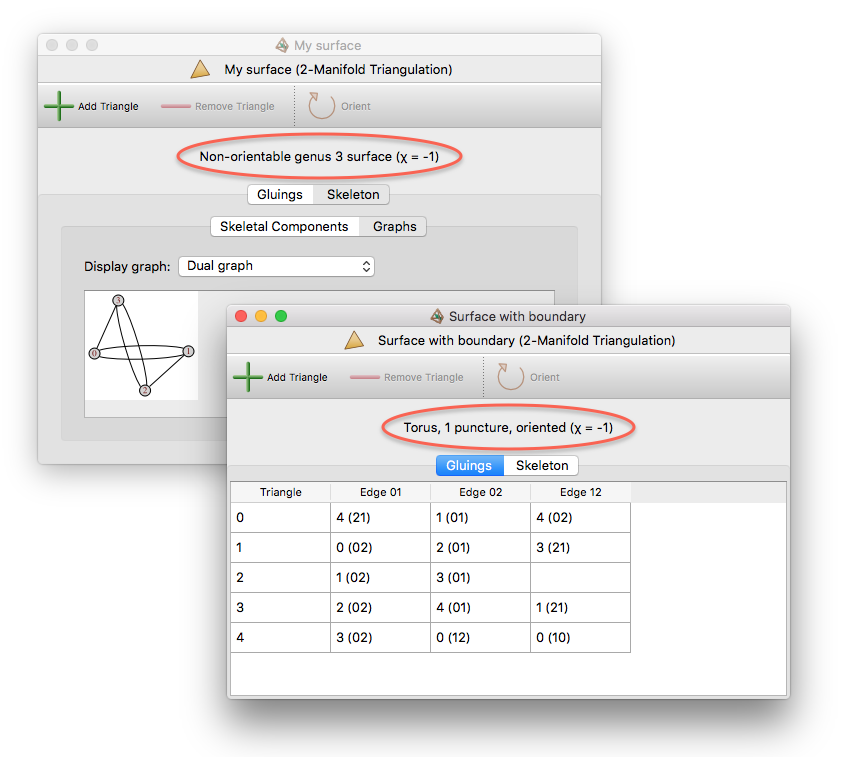 My surface
My surface (2-Manifold Triangulation)
Add Triangle Remove Triangle Orient
Non-orientable genus 3 surface (χ = -1)
Gluings Skeleton
Skeletal Components Graphs
Display graph: Dual graph
3
0 1
2
Surface with boundary
Surface with boundary (2-Manifold Triangulation)
Add Triangle Remove Triangle Orient
Torus, 1 puncture, oriented (χ = -1)
Gluings Skeleton
Triangle Edge 01 Edge 02 Edge 12
0 4 (21) 1 (01) 4 (02)
1 0 (02) 2 (01) 3 (21)
2 1 (02) 3 (01)
3 2 (02) 4 (01) 1 (21)
4 3 (02) 0 (12) 0 (10)